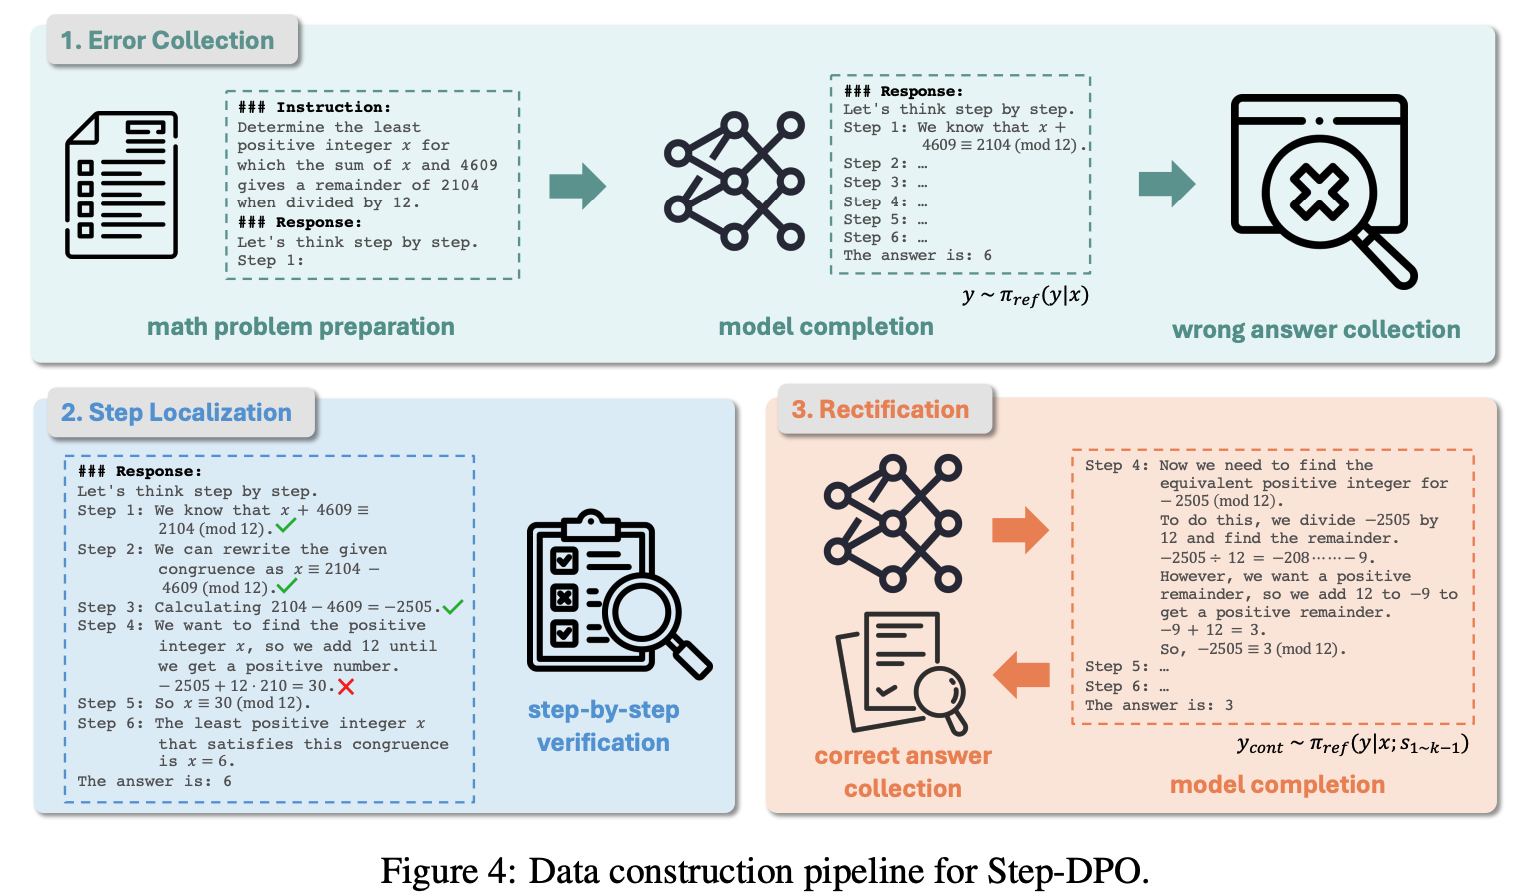 1. Error Collection
### Instruction:
Determine the least
positive integer x for
which the sum of x and 4609
gives a remainder of 2104
when divided by 12.
### Response:
Let's think step by step.
Step 1:
math problem preparation
### Response:
Let's think step by step.
Step 1: We know that x +
4609 ≡ 2104 (mod 12).
Step 2: …
Step 3: …
Step 4: …
Step 5: …
Step 6: …
The answer is: 6
y ~ π_ref(y|x)
model completion
wrong answer collection
2. Step Localization
### Response:
Let's think step by step.
Step 1: We know that x + 4609 ≡
2104 (mod 12).
Step 2: We can rewrite the given
congruence as x ≡ 2104 −
4609 (mod 12).
Step 3: Calculating 2104 − 4609 = −2505.
Step 4: We want to find the positive
integer x, so we add 12 until
we get a positive number.
− 2505 + 12 · 210 = 30.
Step 5: So x ≡ 30 (mod 12).
Step 6: The least positive integer x
that satisfies this congruence
is x = 6.
The answer is: 6
step-by-step
verification
3. Rectification
Step 4: Now we need to find the
equivalent positive integer for
− 2505 (mod 12).
To do this, we divide −2505 by
12 and find the remainder.
−2505 ÷ 12 = −208 ⋯⋯ − 9.
However, we want a positive
remainder, so we add 12 to −9 to
get a positive remainder.
−9 + 12 = 3.
So, −2505 ≡ 3 (mod 12).
Step 5: …
Step 6: …
The answer is: 3
y_cont ~ π_ref(y|x; s_1~k−1)
model completion
correct answer
collection
Figure 4: Data construction pipeline for Step-DPO.